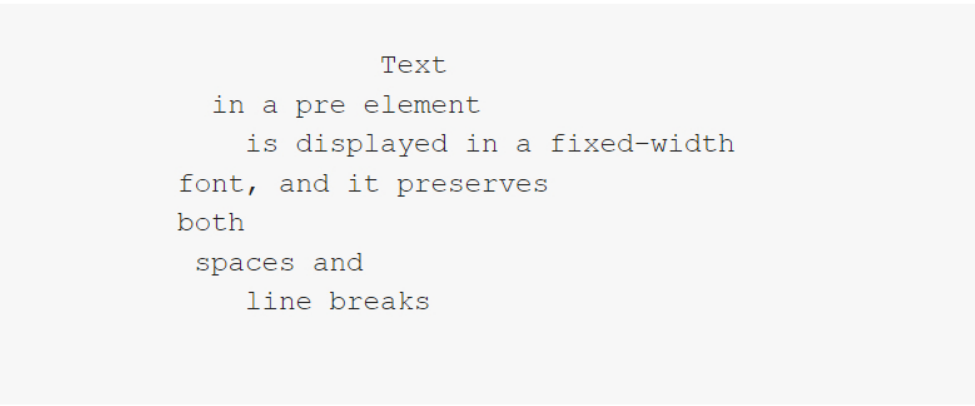 Text
  in a pre element
    is displayed in a fixed-width
font, and it preserves
both
 spaces and
    line breaks